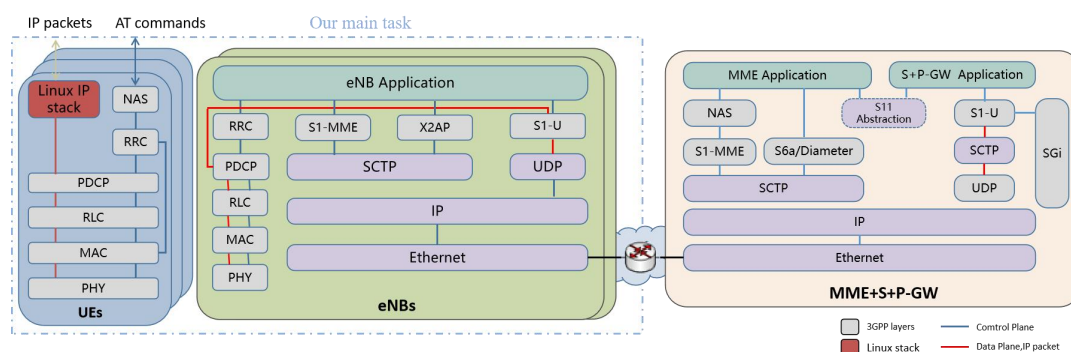 IP packets
AT commands
Our main task
Linux IP
stack
NAS
RRC
PDCP
RLC
MAC
PHY
UEs
eNB Application
RRC
S1-MME
X2AP
S1-U
PDCP
SCTP
UDP
RLC
IP
MAC
Ethernet
PHY
eNBs
MME Application
S+P-GW Application
NAS
S11
Abstraction
S1-U
S1-MME
S6a/Diameter
SCTP
SGi
SCTP
UDP
IP
Ethernet
MME+S+P-GW
3GPP layers
Comtrol Plane
Linux stack
Data Plane,IP packet